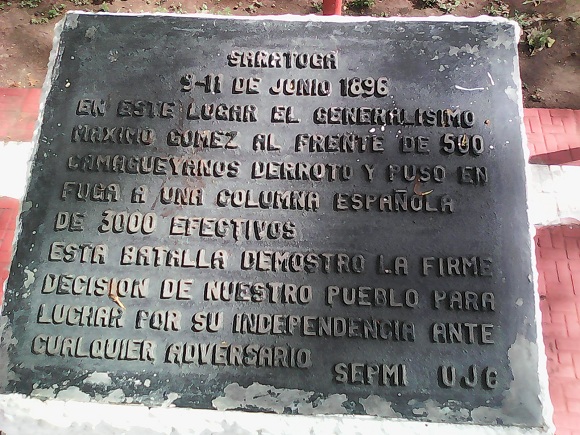 SARATOGA
9-11 DE JUNIO 1896
EN ESTE LUGAR EL GENERALISIMO
MAXIMO GOMEZ AL FRENTE DE 500
CAMAGUEYANOS DERROTO Y PUSO EN
FUGA A UNA COLUMNA ESPAÑOLA
DE 3000 EFECTIVOS
ESTA BATALLA DEMOSTRO LA FIRME
DECISION DE NUESTRO PUEBLO PARA
LUCHAR POR SU INDEPENDENCIA ANTE
CUALQUIER ADVERSARIO SEPMI UJC